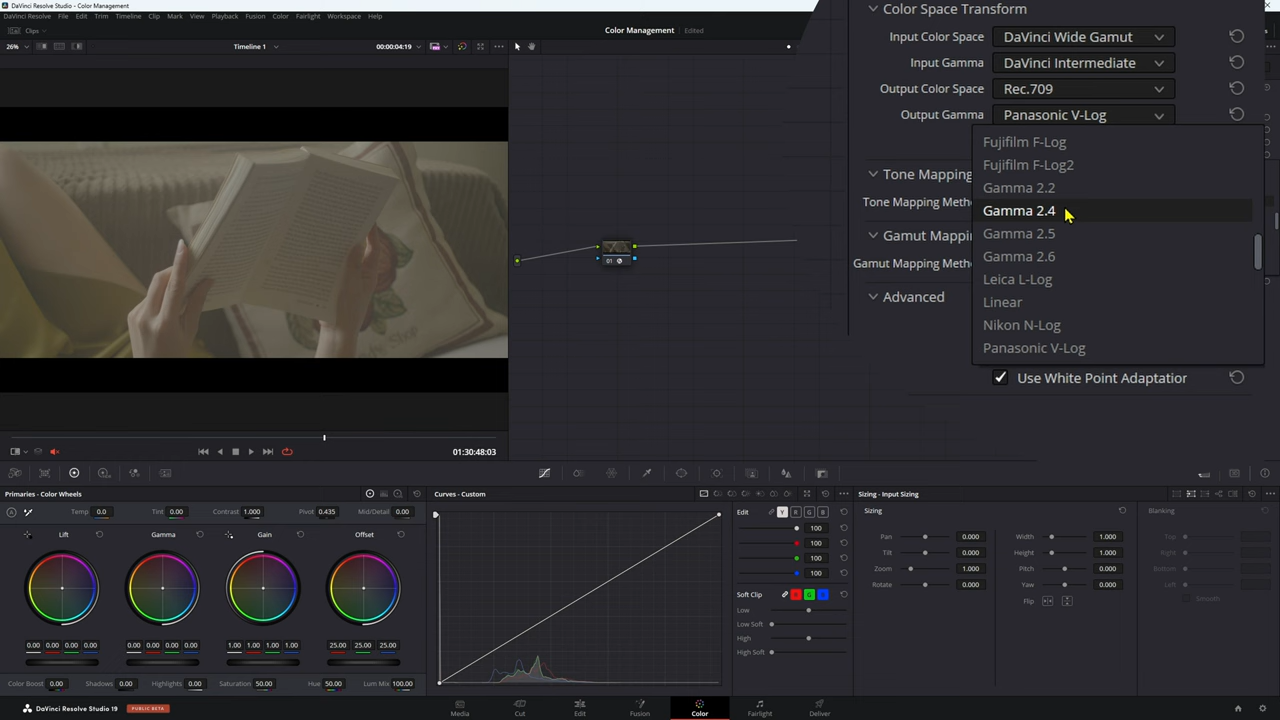 DaVinci Resolve Studio - Color Management
DaVinci Resolve File Edit Trim Timeline Clip Mark View Playback Fusion Color Fairlight Workspace Help
Clips
Color Management Edited
26% Timeline 1 00:00:04:19
Color Space Transform
Input Color Space DaVinci Wide Gamut
Input Gamma DaVinci Intermediate
Output Color Space Rec.709
Output Gamma Panasonic V-Log
Fujifilm F-Log
Fujifilm F-Log2
Gamma 2.2
Gamma 2.4
Gamma 2.5
Gamma 2.6
Leica L-Log
Linear
Nikon N-Log
Panasonic V-Log
Tone Mapping
Tone Mapping Meth
Gamut Mappin
Gamut Mapping Meth
Advanced
Use White Point Adaptation
01
01:30:48:03
Primaries - Color Wheels
Temp 0.0 Tint 0.00 Contrast 1.000 Pivot 0.435 Mid/Detail 0.00
Lift Gamma Gain Offset
0.00 0.00 0.00 0.00 0.00 0.00 0.00 0.00 1.00 1.00 1.00 1.00 25.00 25.00 25.00
Color Boost 0.00 Shadows 0.00 Highlights 0.00 Saturation 50.00 Hue 50.00 Lum Mix 100.00
Curves - Custom
Edit Y R G B
100
100
100
100
Soft Clip R G B
Low
Low Soft
High
High Soft
Sizing - Input Sizing
Sizing
Pan 0.000 Width 1.000
Tilt 0.000 Height 1.000
Zoom 1.000 Pitch 0.000
Rotate 0.000 Yaw 0.000
Flip
Blanking
Top
Right
Bottom
Left
Smooth
DaVinci Resolve Studio 19 PUBLIC BETA
Media Cut Edit Fusion Color Fairlight Deliver